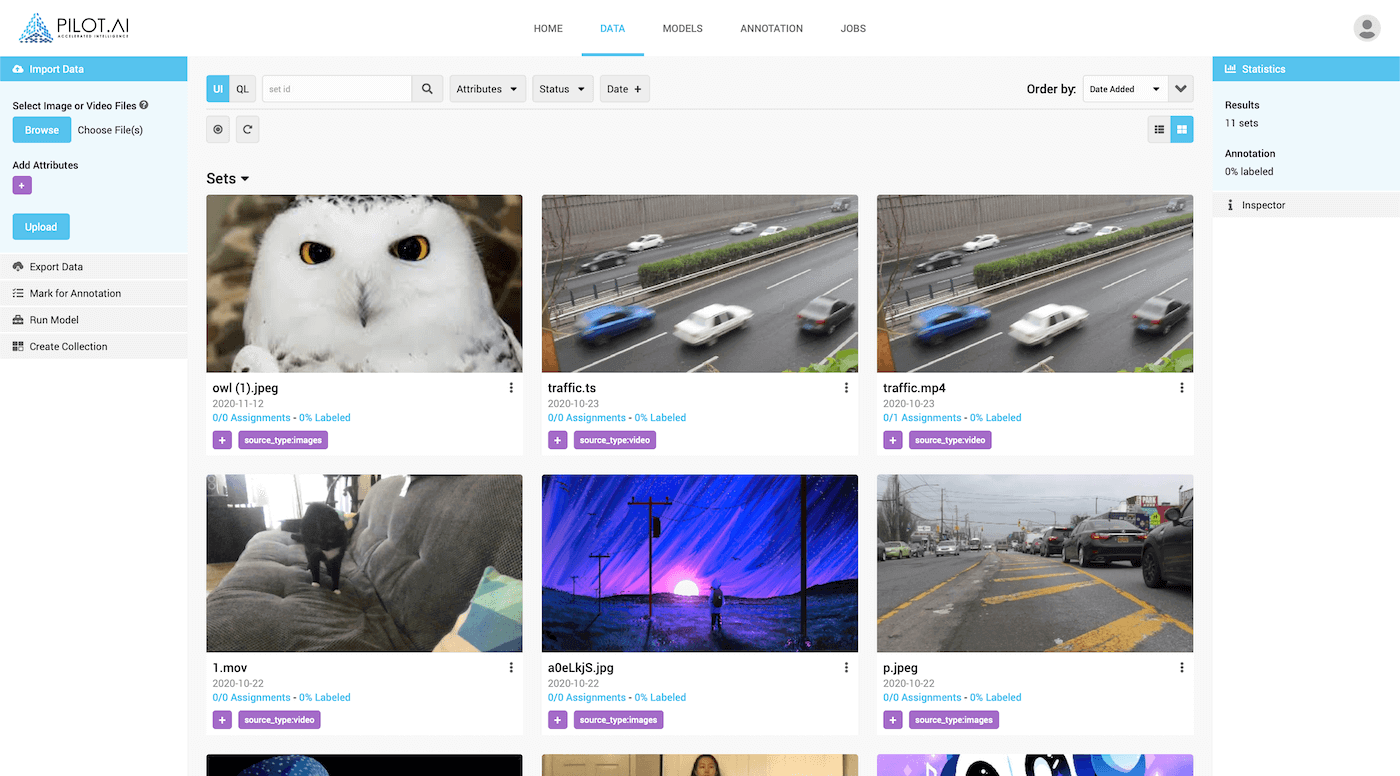 PILOT.AI
ACCELERATED INTELLIGENCE
HOME DATA MODELS ANNOTATION JOBS
Import Data
Select Image or Video Files
Browse Choose File(s)
Add Attributes
+
Upload
Export Data
Mark for Annotation
Run Model
Create Collection
UI QL set id Attributes Status Date +
Order by: Date Added
Sets
owl (1).jpeg
2020-11-12
0/0 Assignments - 0% Labeled
+ source_type:images
traffic.ts
2020-10-23
0/0 Assignments - 0% Labeled
+ source_type:video
traffic.mp4
2020-10-23
0/1 Assignments - 0% Labeled
+ source_type:video
1.mov
2020-10-22
0/0 Assignments - 0% Labeled
+ source_type:video
a0eLkjS.jpg
2020-10-22
0/0 Assignments - 0% Labeled
+ source_type:images
p.jpeg
2020-10-22
0/0 Assignments - 0% Labeled
+ source_type:images
Statistics
Results
11 sets
Annotation
0% labeled
Inspector